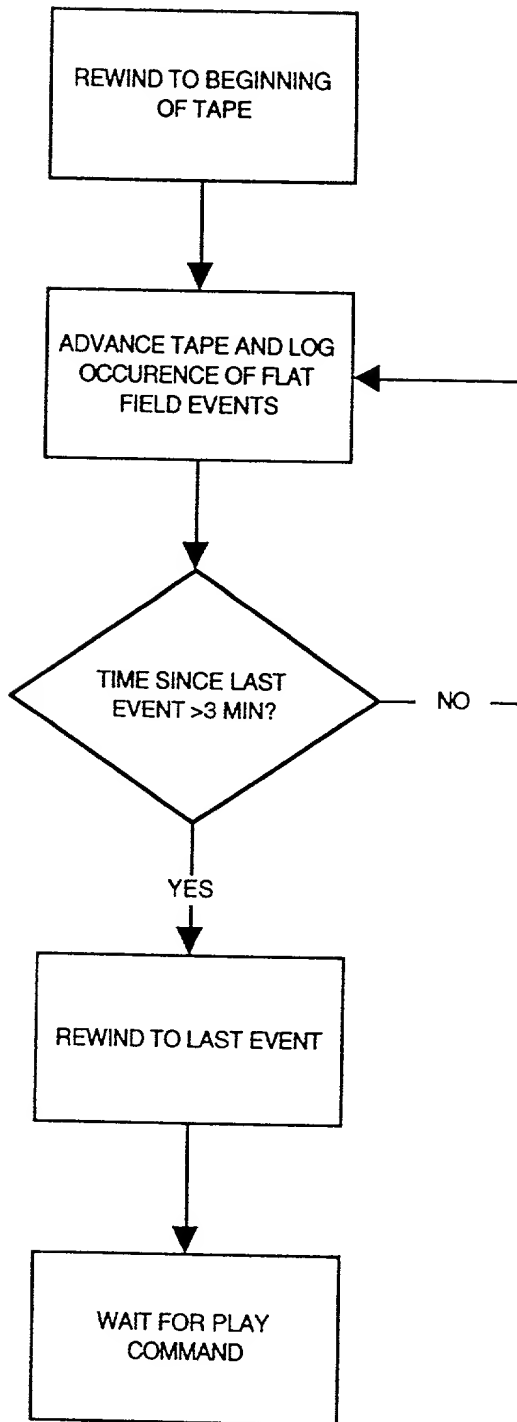 REWIND TO BEGINNING
OF TAPE
ADVANCE TAPE AND LOG
OCCURENCE OF FLAT
FIELD EVENTS
TIME SINCE LAST
EVENT >3 MIN?
NO
YES
REWIND TO LAST EVENT
WAIT FOR PLAY
COMMAND